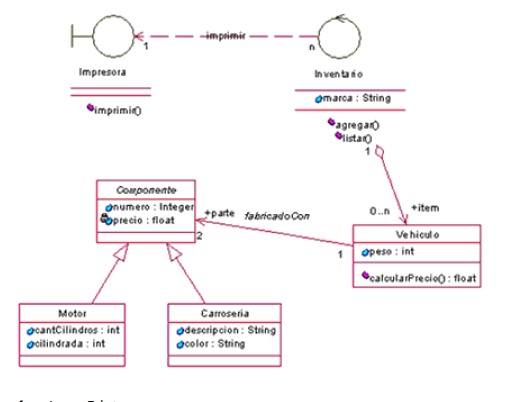 imprimir
1
n
Impresora
Inventario
imprimir()
marca : String
agregar()
listar()
1
Componente
numero : Integer
precio : float
+parte
fabricadoCon
2
0..n
+item
1
Vehiculo
peso : int
calcularPrecio() : float
Motor
cantCilindros : int
cilindrada : int
Carroseria
descripcion : String
color : String